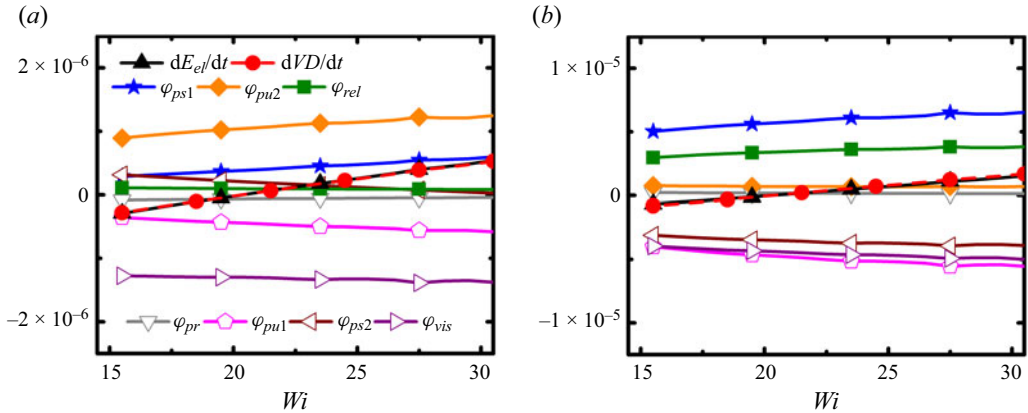 (a)
2 × 10⁻⁶
0
−2 × 10⁻⁶
dE_el/dt dVD/dt
φ_ps1 φ_pu2 φ_rel
φ_pr φ_pu1 φ_ps2 φ_vis
15 20 25 30
Wi
(b)
1 × 10⁻⁵
0
−1 × 10⁻⁵
15 20 25 30
Wi